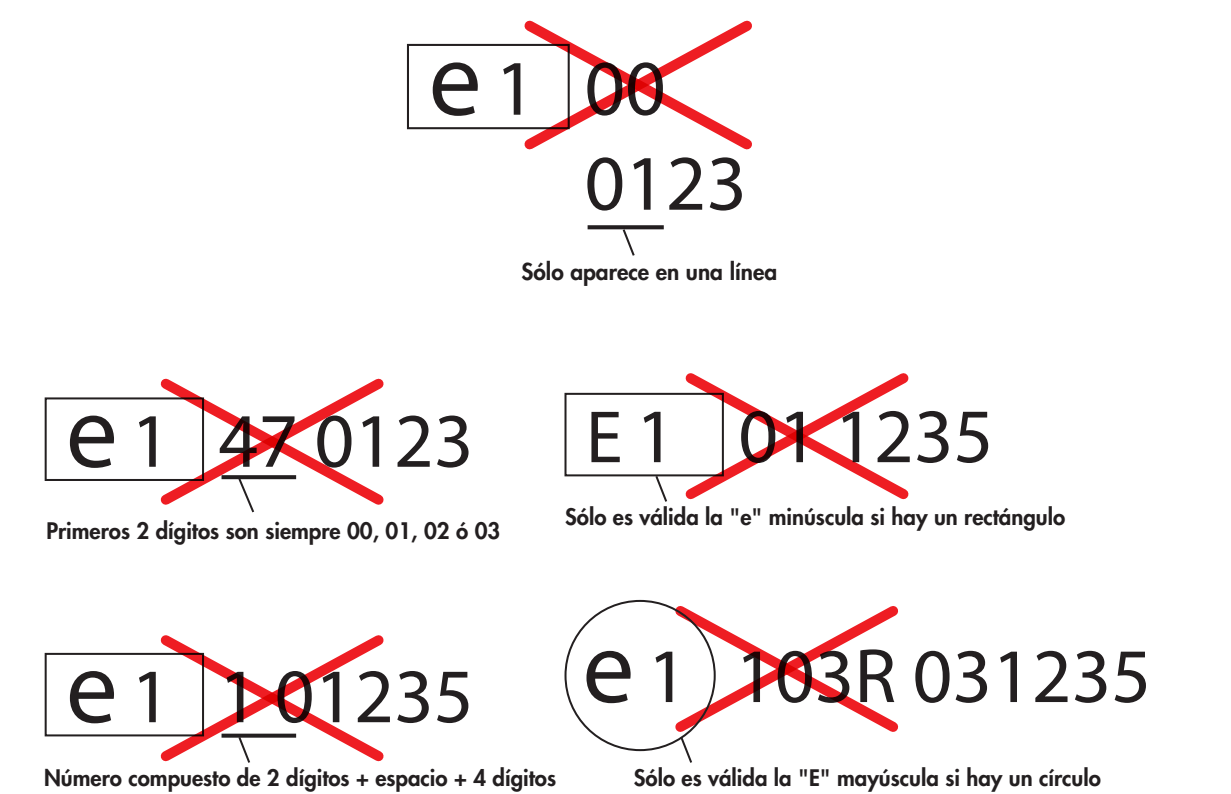 e 1 00
0123
Sólo aparece en una línea
e 1 47 0123
Primeros 2 dígitos son siempre 00, 01, 02 ó 03
E 1 01 1235
Sólo es válida la "e" minúscula si hay un rectángulo
e 1 1 01235
Número compuesto de 2 dígitos + espacio + 4 dígitos
e 1 103R 031235
Sólo es válida la "E" mayúscula si hay un círculo